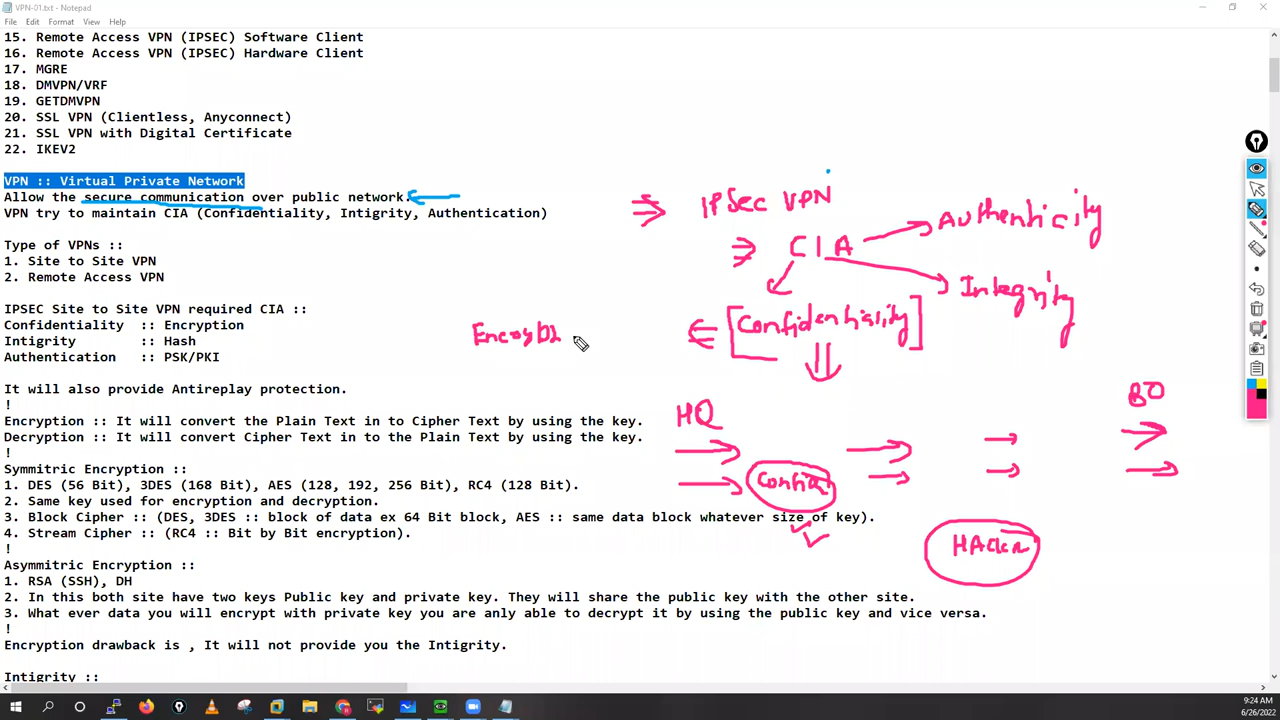 VPN-01.txt - Notepad
File Edit Format View Help
15. Remote Access VPN (IPSEC) Software Client
16. Remote Access VPN (IPSEC) Hardware Client
17. MGRE
18. DMVPN/VRF
19. GETDMVPN
20. SSL VPN (Clientless, Anyconnect)
21. SSL VPN with Digital Certificate
22. IKEV2
VPN :: Virtual Private Network
Allow the secure communication over public network.
VPN try to maintain CIA (Confidentiality, Intigrity, Authentication)
Type of VPNs ::
1. Site to Site VPN
2. Remote Access VPN
IPSEC Site to Site VPN required CIA ::
Confidentiality :: Encryption
Intigrity :: Hash
Authentication :: PSK/PKI
It will also provide Antireplay protection.
!
Encryption :: It will convert the Plain Text in to Cipher Text by using the key.
Decryption :: It will convert Cipher Text in to the Plain Text by using the key.
!
Symmitric Encryption ::
1. DES (56 Bit), 3DES (168 Bit), AES (128, 192, 256 Bit), RC4 (128 Bit).
2. Same key used for encryption and decryption.
3. Block Cipher :: (DES, 3DES :: block of data ex 64 Bit block, AES :: same data block whatever size of key).
4. Stream Cipher :: (RC4 :: Bit by Bit encryption).
!
Asymmitric Encryption ::
1. RSA (SSH), DH
2. In this both site have two keys Public key and private key. They will share the public key with the other site.
3. What ever data you will encrypt with private key you are anly able to decrypt it by using the public key and vice versa.
!
Encryption drawback is , It will not provide you the Intigrity.
Intigrity ::
IPSec VPN
CIA
Authenticity
Integrity
Confidentiality
HQ
BO
HAcker
9:24 AM
6/26/2022